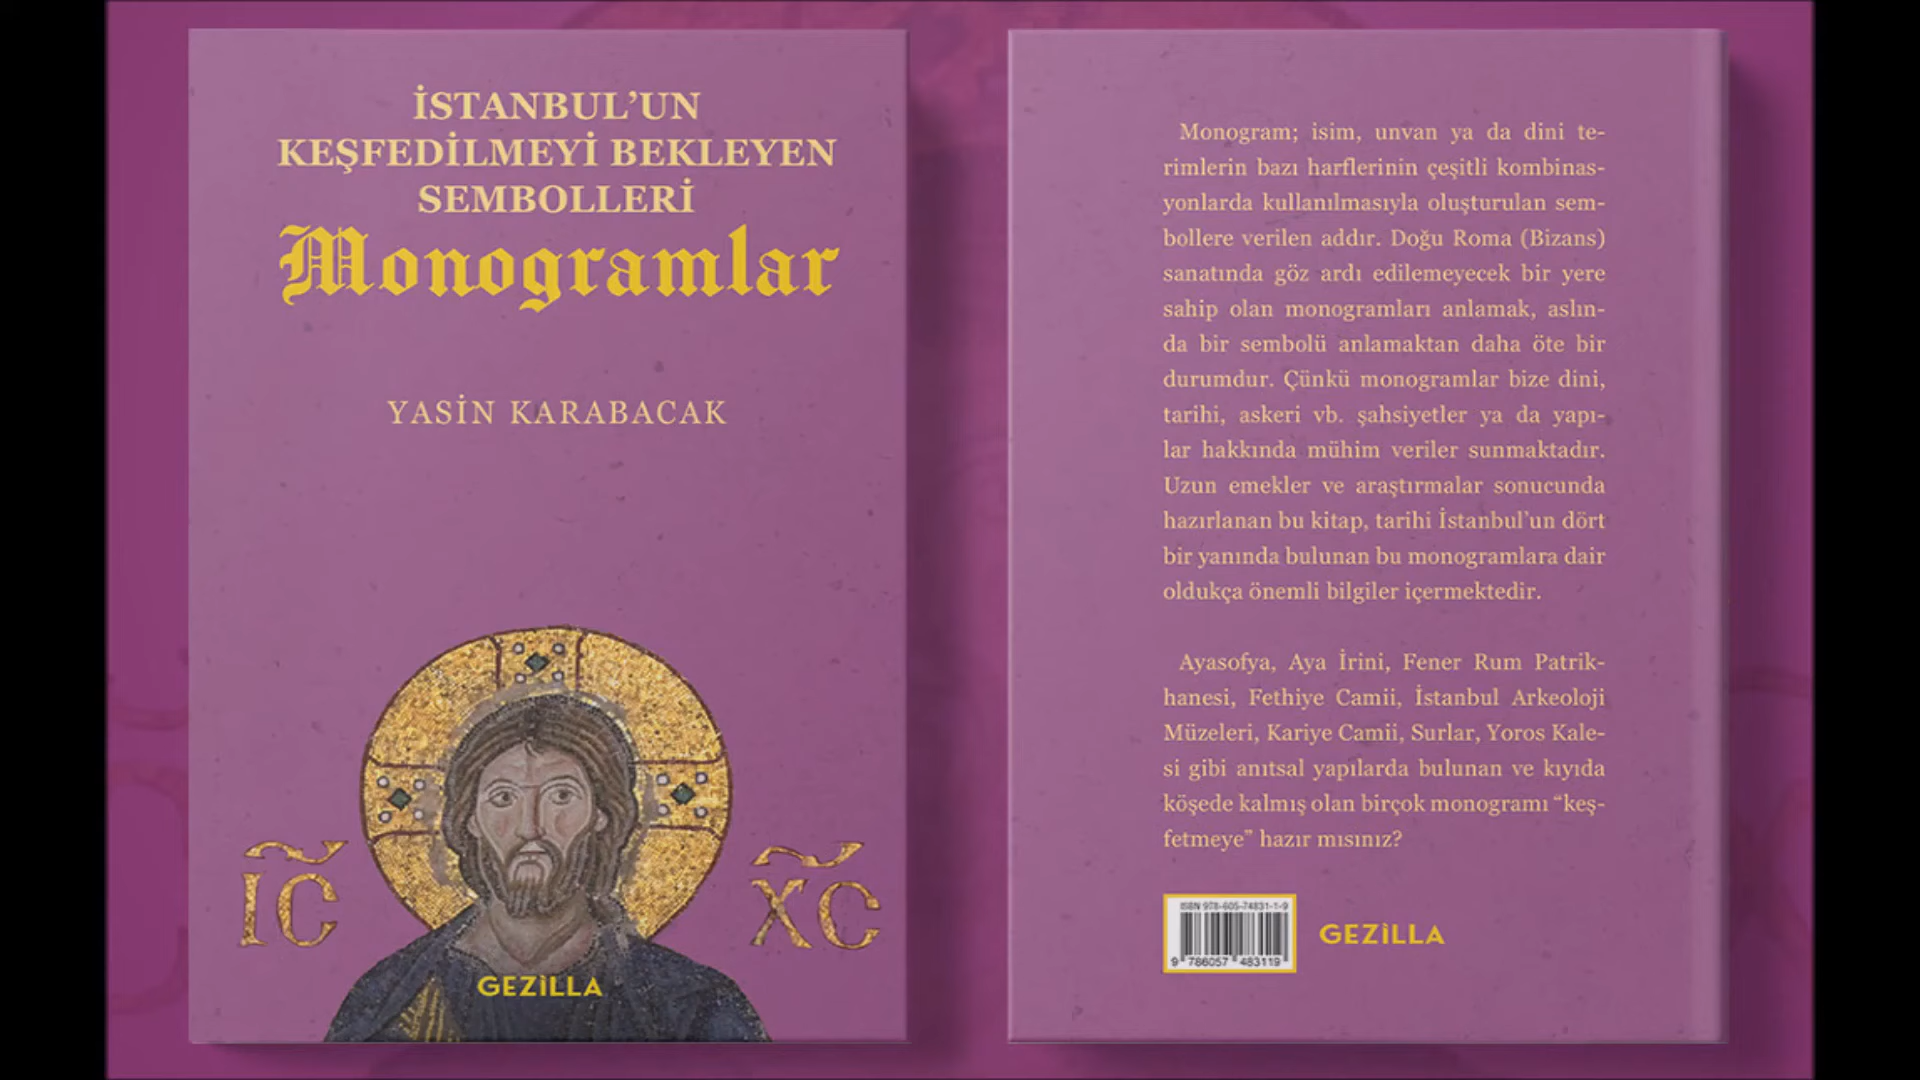 İSTANBUL’UN
KEŞFEDİLMEYİ BEKLEYEN
SEMBOLLERİ
Monogramlar
YASİN KARABACAK
IC
XC
GEZİLLA
Monogram; isim, unvan ya da dini te-
rimlerin bazı harflerinin çeşitli kombinas-
yonlarda kullanılmasıyla oluşturulan sem-
bollere verilen addır. Doğu Roma (Bizans)
sanatında göz ardı edilemeyecek bir yere
sahip olan monogramları anlamak, aslın-
da bir sembolü anlamaktan daha öte bir
durumdur. Çünkü monogramlar bize dini,
tarihi, askeri vb. şahsiyetler ya da yapı-
lar hakkında mühim veriler sunmaktadır.
Uzun emekler ve araştırmalar sonucunda
hazırlanan bu kitap, tarihi İstanbul’un dört
bir yanında bulunan bu monogramlara dair
oldukça önemli bilgiler içermektedir.
Ayasofya, Aya İrini, Fener Rum Patrik-
hanesi, Fethiye Camii, İstanbul Arkeoloji
Müzeleri, Kariye Camii, Surlar, Yoros Kale-
si gibi anıtsal yapılarda bulunan ve kıyıda
köşede kalmış olan birçok monogramı “keş-
fetmeye” hazır mısınız?
ISBN 978-605-74831-1-9
9 786057 483119
GEZİLLA